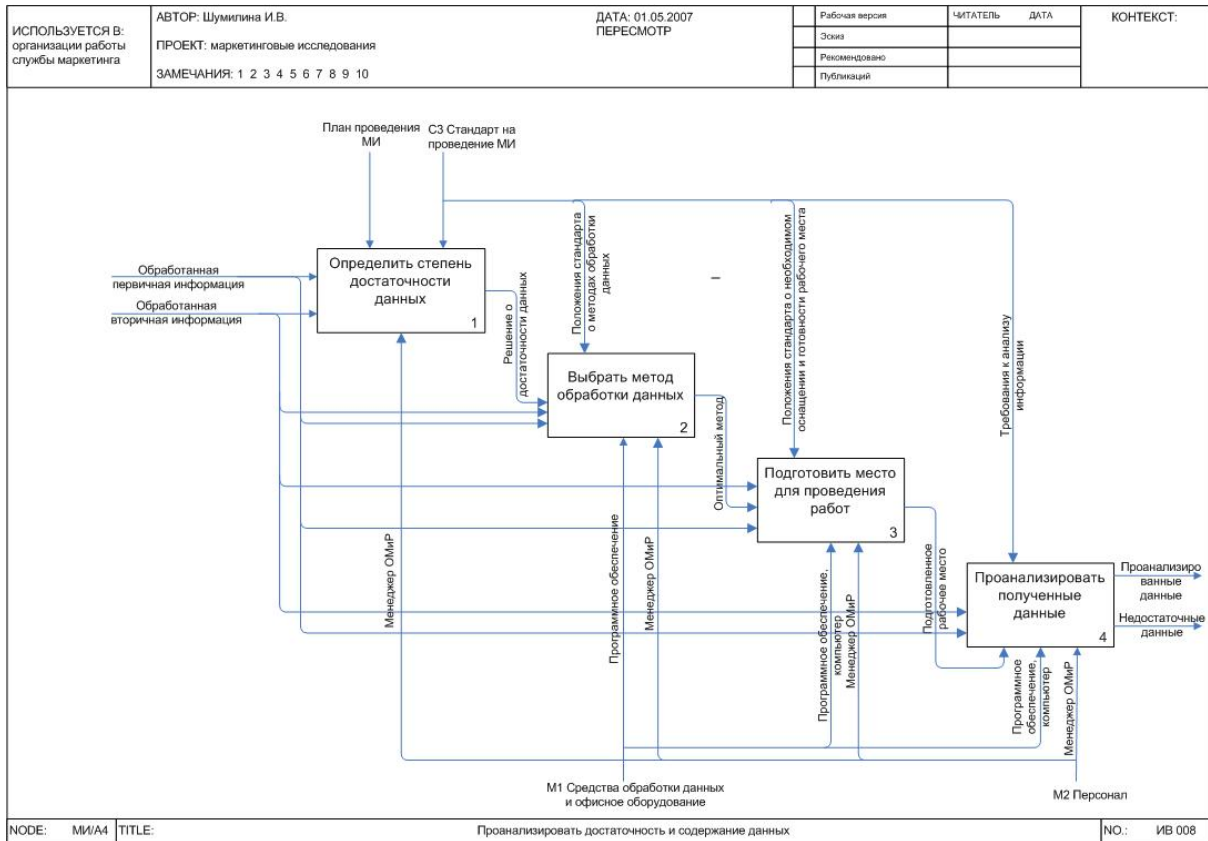 ИСПОЛЬЗУЕТСЯ В:
организации работы
службы маркетинга
АВТОР: Шумилина И.В.
ПРОЕКТ: маркетинговые исследования
ЗАМЕЧАНИЯ: 1 2 3 4 5 6 7 8 9 10
ДАТА: 01.05.2007
ПЕРЕСМОТР
Рабочая версия
Эскиз
Рекомендовано
Публикаций
ЧИТАТЕЛЬ ДАТА
КОНТЕКСТ:
План проведения
МИ
С3 Стандарт на
проведение МИ
Обработанная
первичная информация
Обработанная
вторичная информация
Определить степень
достаточности
данных
1
Решение о
достаточности данных
Положения стандарта
о методах обработки
данных
–
Положения стандарта о необходимом
оснащении и готовности рабочего места
Требования к анализу
информации
Выбрать метод
обработки данных
2
Оптимальный метод
Подготовить место
для проведения
работ
3
Подготовленное
рабочее место
Проанализировать
полученные
данные
4
Проанализиро
ванные
данные
Недостаточные
данные
Менеджер ОМиР
Программное обеспечение
Менеджер ОМиР
Программное обеспечение,
компьютер
Менеджер ОМиР
Программное
обеспечение,
компьютер
Менеджер ОМиР
М1 Средства обработки данных
и офисное оборудование
М2 Персонал
NODE: МИ/А4
TITLE: Проанализировать достаточность и содержание данных
NO.: ИВ 008